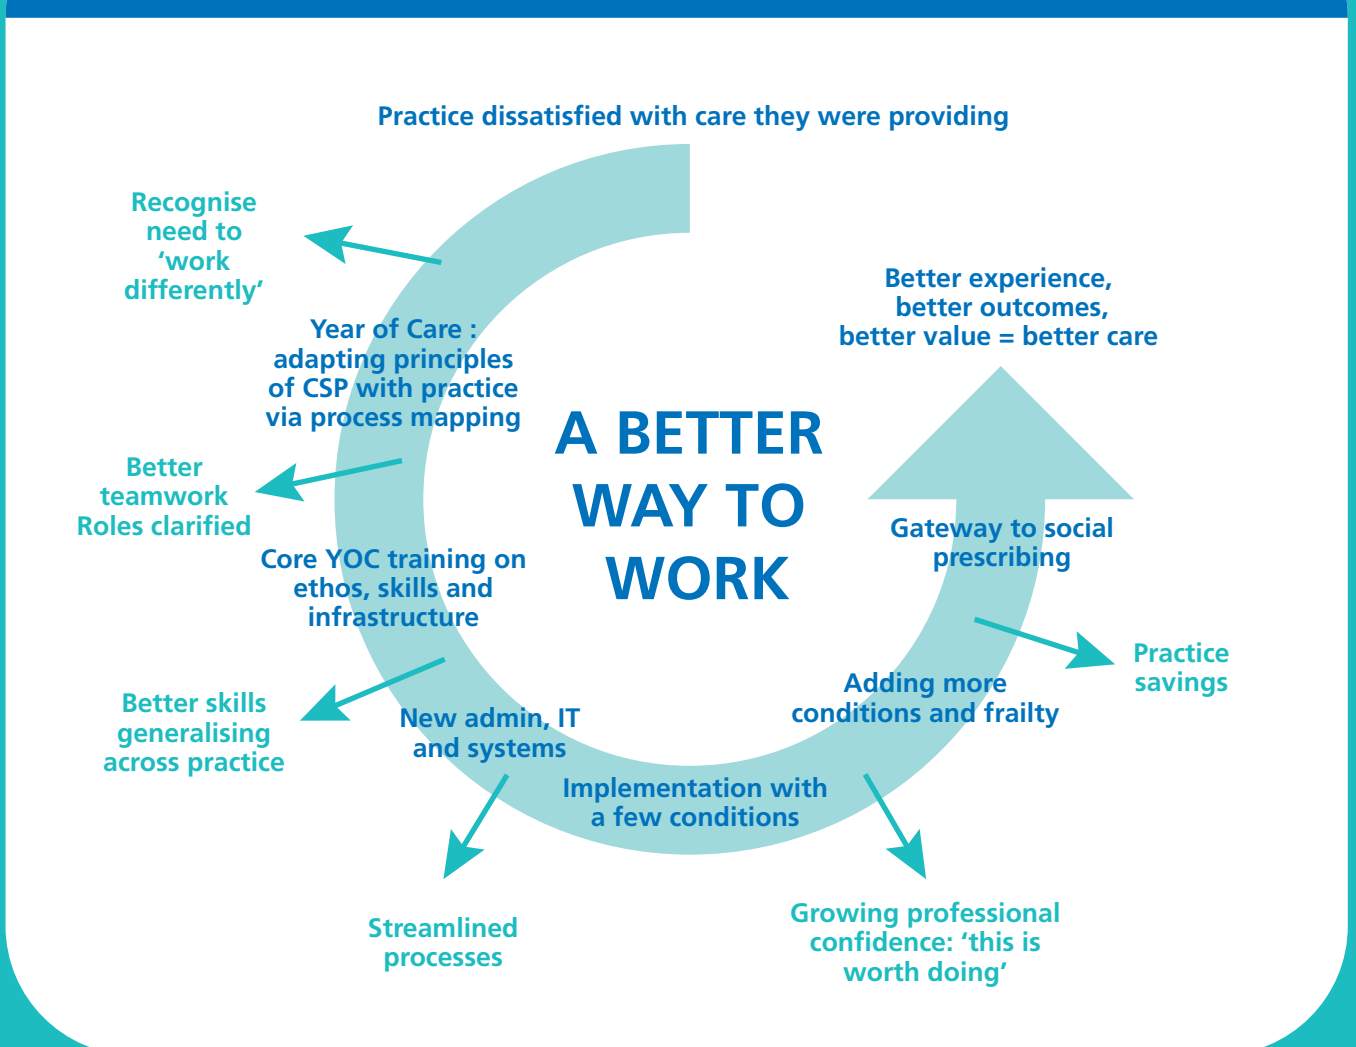 Practice dissatisfied with care they were providing
Recognise
need to
‘work
differently’
Year of Care :
adapting principles
of CSP with practice
via process mapping
Better
teamwork
Roles clarified
Core YOC training on
ethos, skills and
infrastructure
Better skills
generalising
across practice
New admin, IT
and systems
Streamlined
processes
Implementation with
a few conditions
Growing professional
confidence: ‘this is
worth doing’
Adding more
conditions and frailty
Practice
savings
Gateway to social
prescribing
Better experience,
better outcomes,
better value = better care
A BETTER
WAY TO
WORK